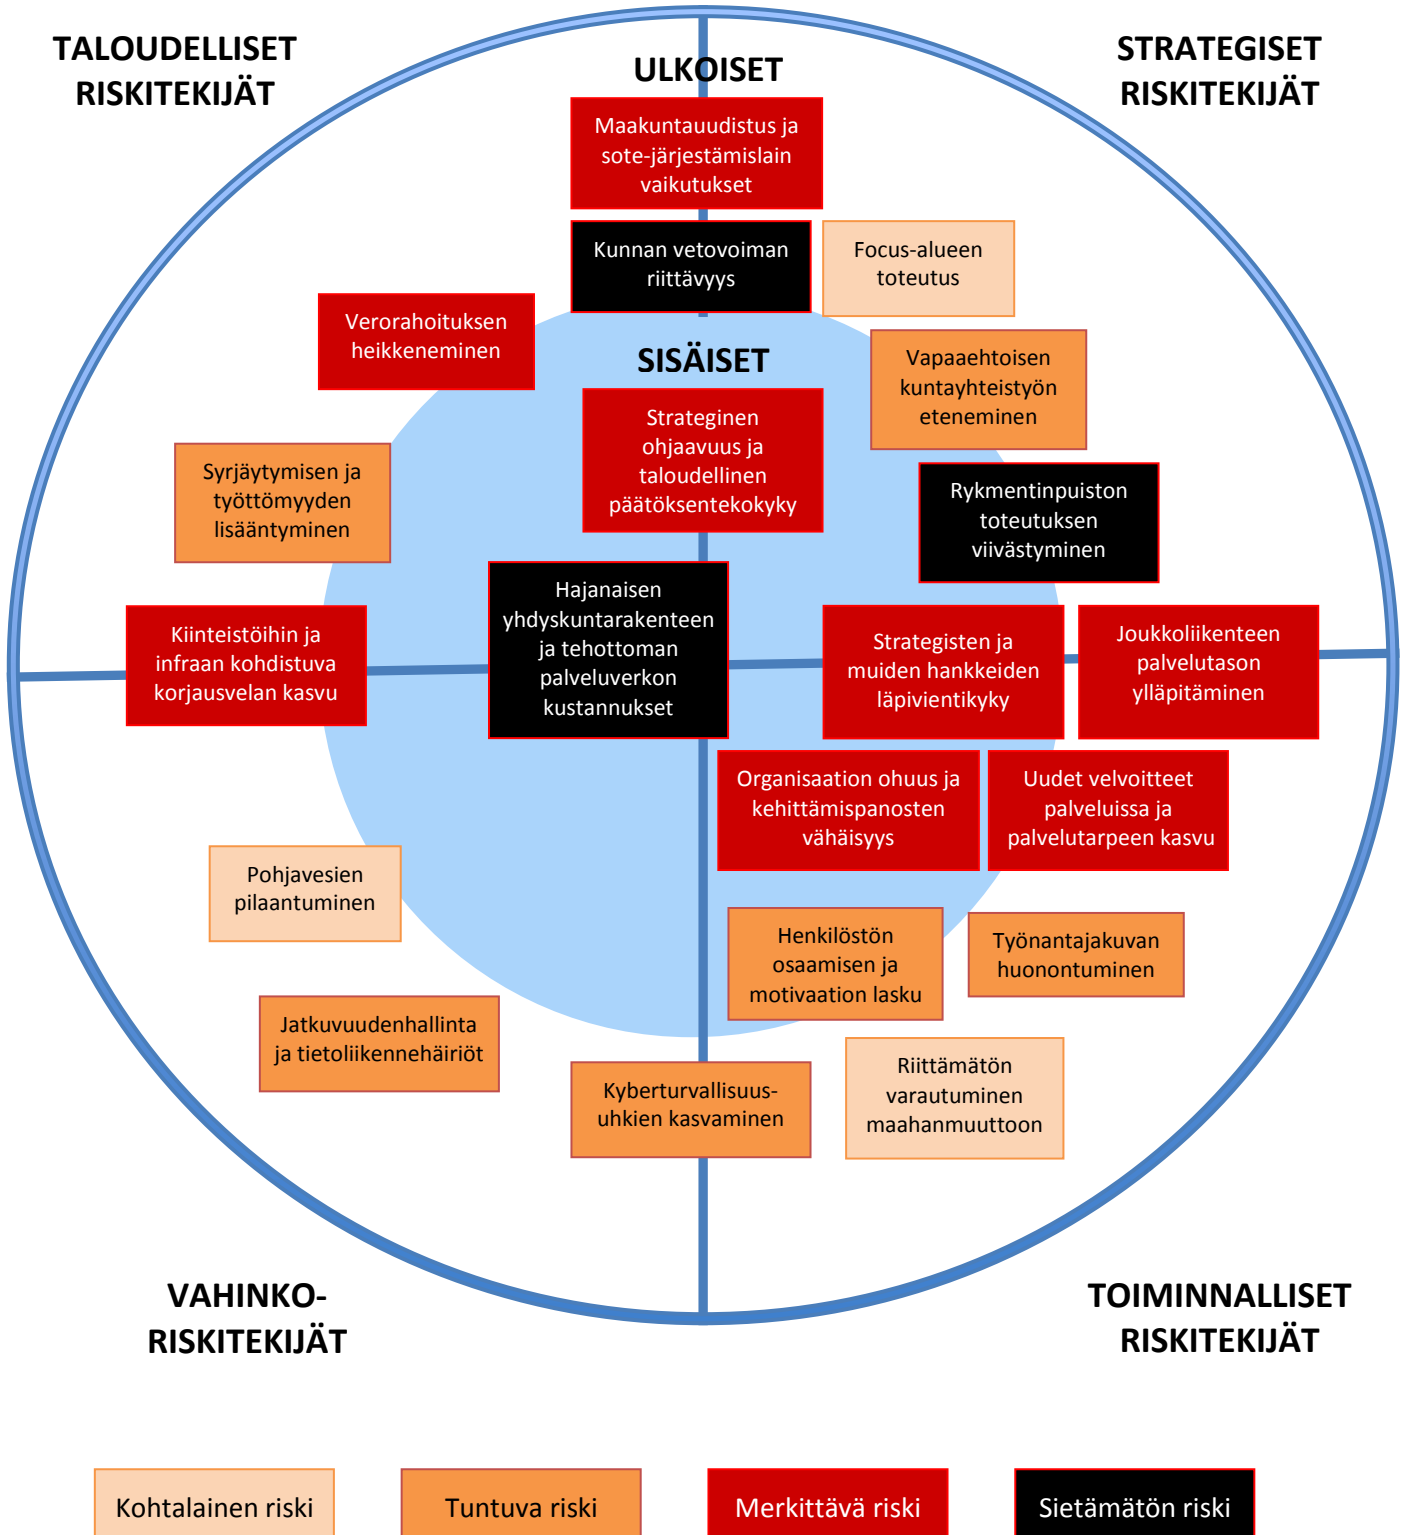 TALOUDELLISET
RISKITEKIJÄT
STRATEGISET
RISKITEKIJÄT
ULKOISET
Maakuntauudistus ja
sote-järjestämislain
vaikutukset
Kunnan vetovoiman
riittävyys
Focus-alueen
toteutus
Verorahoituksen
heikkeneminen
SISÄISET
Vapaaehtoisen
kuntayhteistyön
eteneminen
Strateginen
ohjaavuus ja
taloudellinen
päätöksentekokyky
Syrjäytymisen ja
työttömyyden
lisääntyminen
Rykmentinpuiston
toteutuksen
viivästyminen
Hajanaisen
yhdyskuntarakenteen
ja tehottoman
palveluverkon
kustannukset
Kiinteistöihin ja
infraan kohdistuva
korjausvelan kasvu
Strategisten ja
muiden hankkeiden
läpivientikyky
Joukkoliikenteen
palvelutason
ylläpitäminen
Organisaation ohuus ja
kehittämispanosten
vähäisyys
Uudet velvoitteet
palveluissa ja
palvelutarpeen kasvu
Pohjavesien
pilaantuminen
Henkilöstön
osaamisen ja
motivaation lasku
Työnantajakuvan
huonontuminen
Jatkuvuudenhallinta
ja tietoliikennehäiriöt
Kyberturvallisuus-
uhkien kasvaminen
Riittämätön
varautuminen
maahanmuuttoon
VAHINKO-
RISKITEKIJÄT
TOIMINNALLISET
RISKITEKIJÄT
Kohtalainen riski
Tuntuva riski
Merkittävä riski
Sietämätön riski